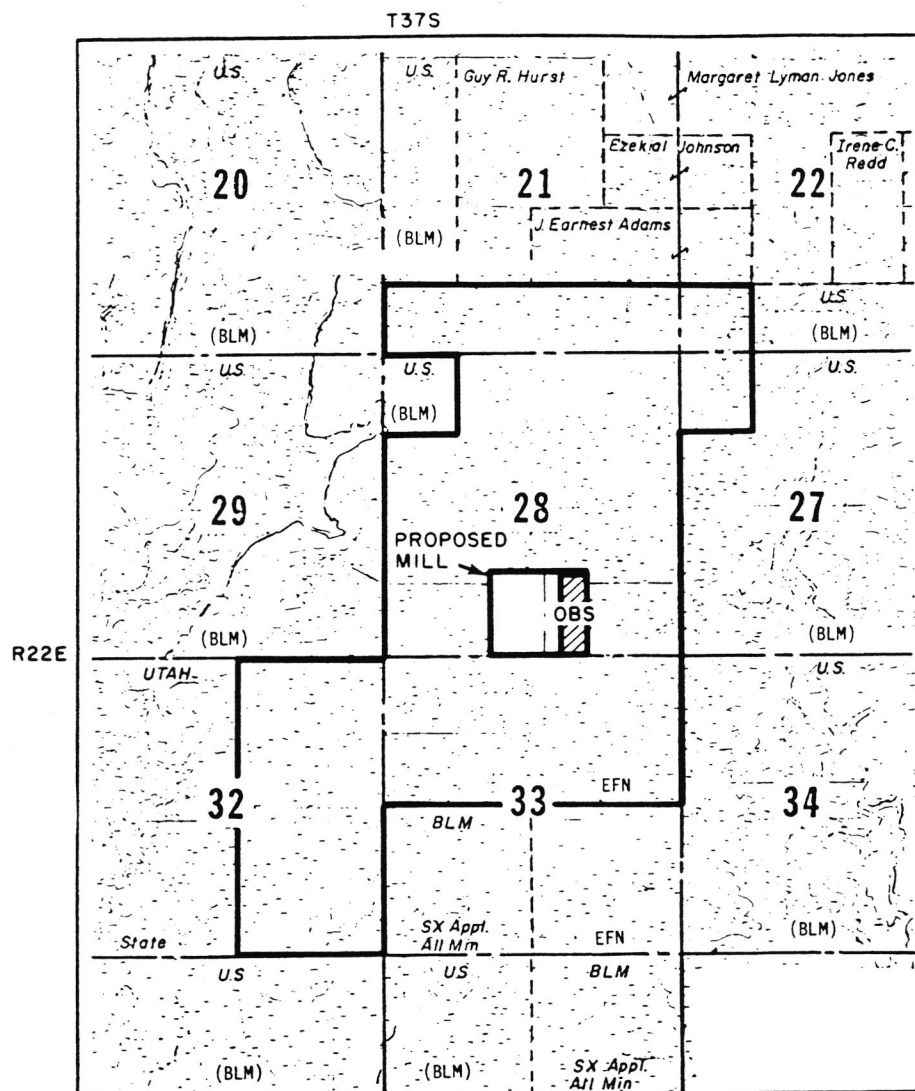 T37S
U.S.
U.S.
Guy R. Hurst
Margaret Lyman Jones
Ezekial Johnson
Irene C.
Redd
20
21
22
J. Earnest Adams
(BLM)
U.S.
(BLM)
(BLM)
U.S.
U.S.
U.S.
(BLM)
29
28
27
PROPOSED
MILL
OBS
(BLM)
(BLM)
R22E
UTAH
U.S.
EFN
32
33
34
BLM
SX Appl.
All Min
EFN
(BLM)
State
U.S
US
BLM
(BLM)
(BLM)
SX Appl.
All Min